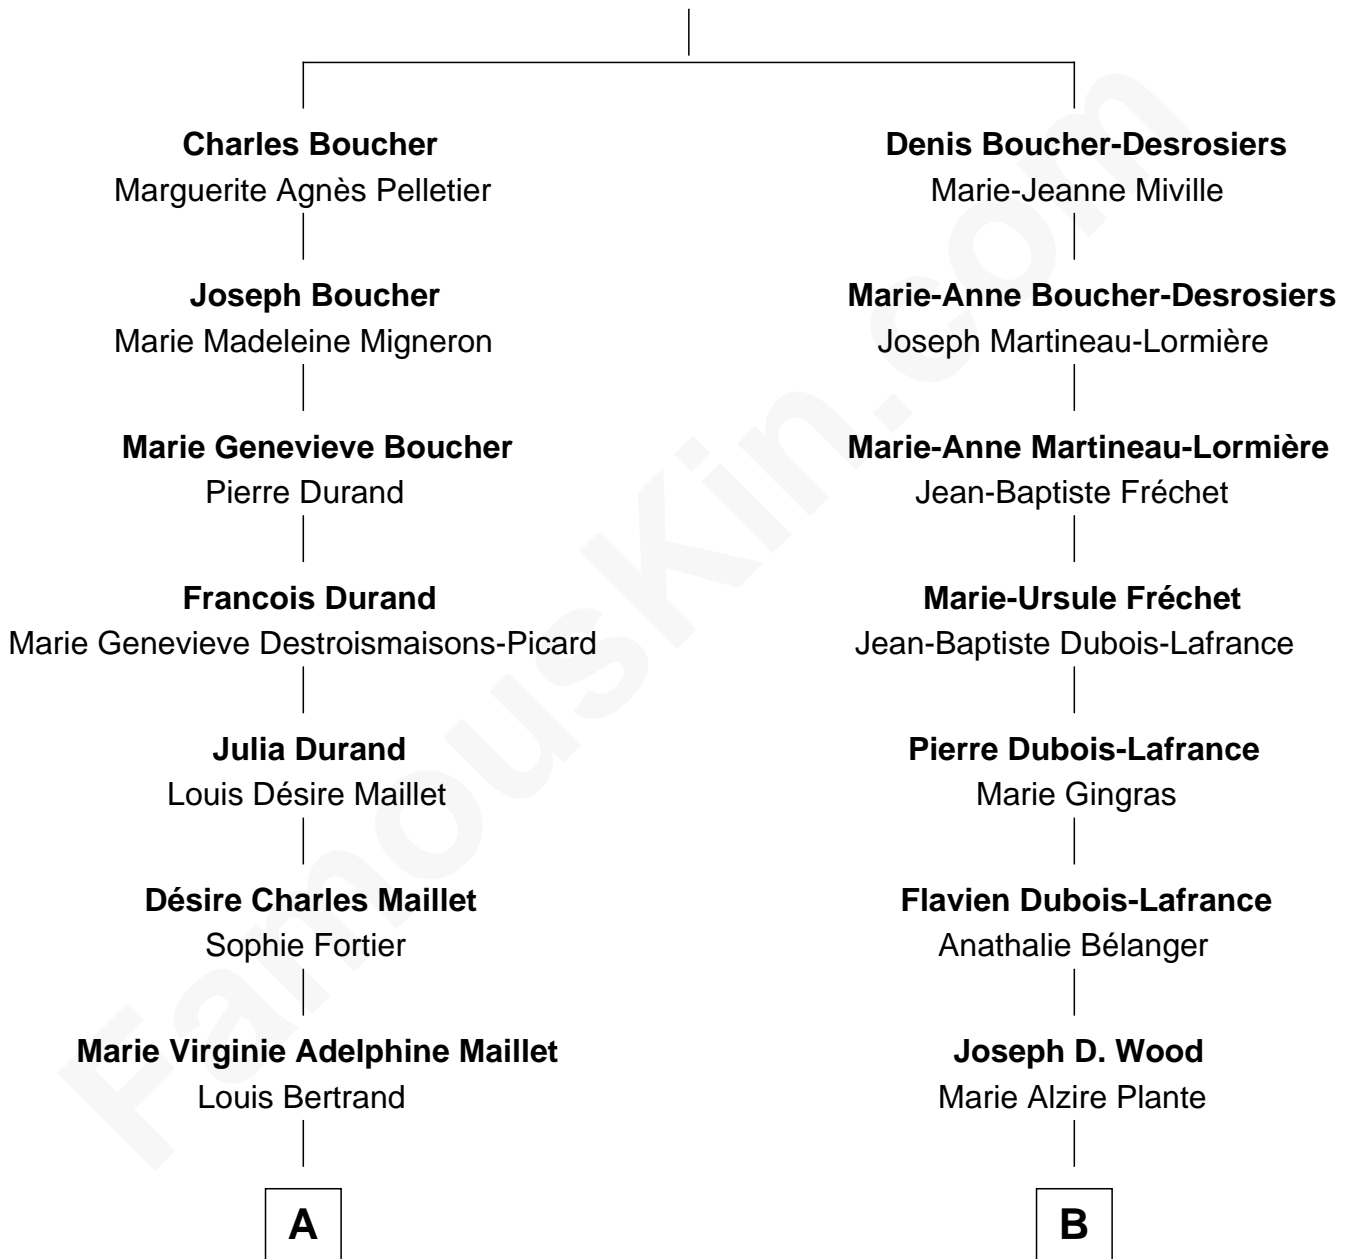 Charles Boucher
Marguerite Agnès Pelletier
Joseph Boucher
Marie Madeleine Migneron
Marie Genevieve Boucher
Pierre Durand
Francois Durand
Marie Genevieve Destroismaisons-Picard
Julia Durand
Louis Désire Maillet
Désire Charles Maillet
Sophie Fortier
Marie Virginie Adelphine Maillet
Louis Bertrand
A
Denis Boucher-Desrosiers
Marie-Jeanne Miville
Marie-Anne Boucher-Desrosiers
Joseph Martineau-Lormière
Marie-Anne Martineau-Lormière
Jean-Baptiste Fréchet
Marie-Ursule Fréchet
Jean-Baptiste Dubois-Lafrance
Pierre Dubois-Lafrance
Marie Gingras
Flavien Dubois-Lafrance
Anathalie Bélanger
Joseph D. Wood
Marie Alzire Plante
B
FamousKin.com